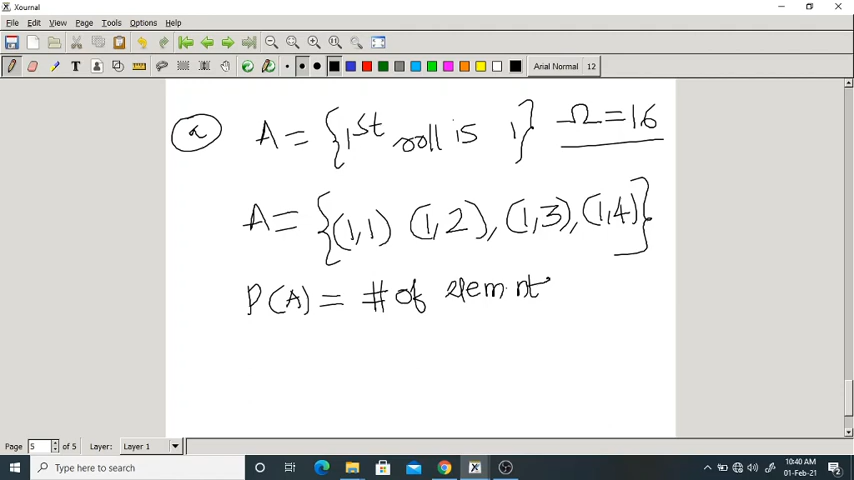 Xournal
File Edit View Page Tools Options Help
Arial Normal 12
a A = {1st roll is 1} Ω = 16
A = {(1,1) (1,2), (1,3), (1,4)}
P(A) = # of element
Page 5 of 5 Layer: Layer 1
Type here to search
10:40 AM
01-Feb-21
2